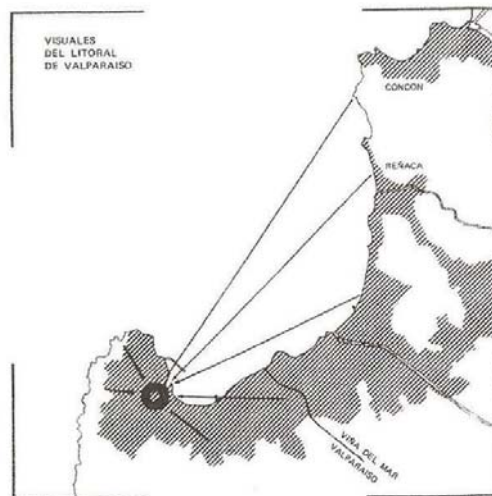 VISUALES
DEL LITORAL
DE VALPARAISO
CONCON
REÑACA
VIÑA DEL MAR
VALPARAISO